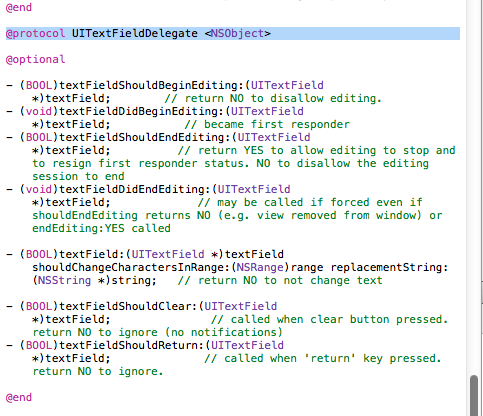 @end
@protocol UITextFieldDelegate <NSObject>
@optional
- (BOOL)textFieldShouldBeginEditing:(UITextField
*)textField;        // return NO to disallow editing.
- (void)textFieldDidBeginEditing:(UITextField
*)textField;           // became first responder
- (BOOL)textFieldShouldEndEditing:(UITextField
*)textField;          // return YES to allow editing to stop and
to resign first responder status. NO to disallow the editing
session to end
- (void)textFieldDidEndEditing:(UITextField
*)textField;             // may be called if forced even if
shouldEndEditing returns NO (e.g. view removed from window) or
endEditing:YES called
- (BOOL)textField:(UITextField *)textField
shouldChangeCharactersInRange:(NSRange)range replacementString:
(NSString *)string;   // return NO to not change text
- (BOOL)textFieldShouldClear:(UITextField
*)textField;               // called when clear button pressed.
return NO to ignore (no notifications)
- (BOOL)textFieldShouldReturn:(UITextField
*)textField;              // called when 'return' key pressed.
return NO to ignore.
@end